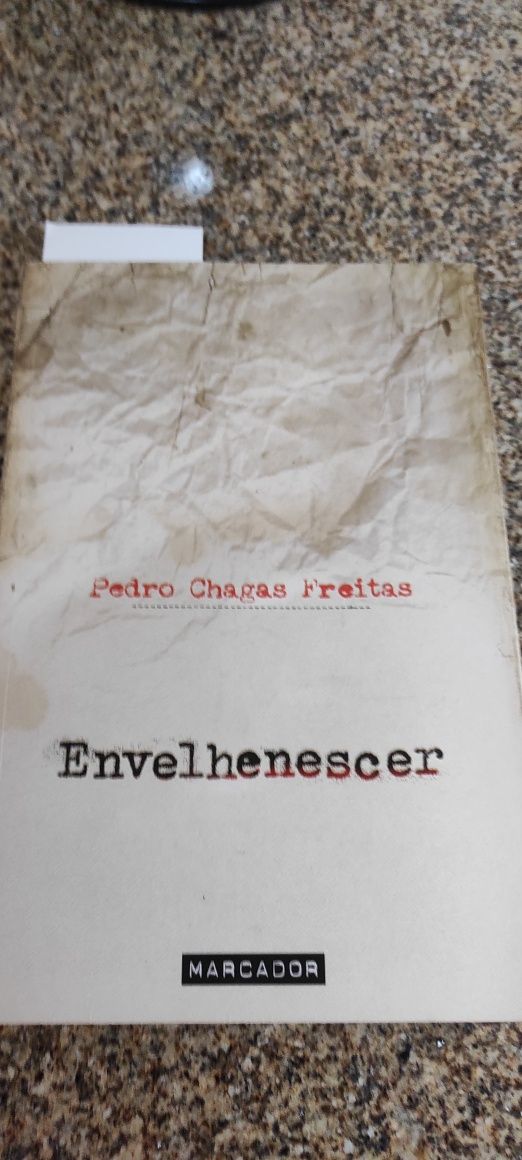 Pedro Chagas Freitas
Envelhenescer
MARCADOR